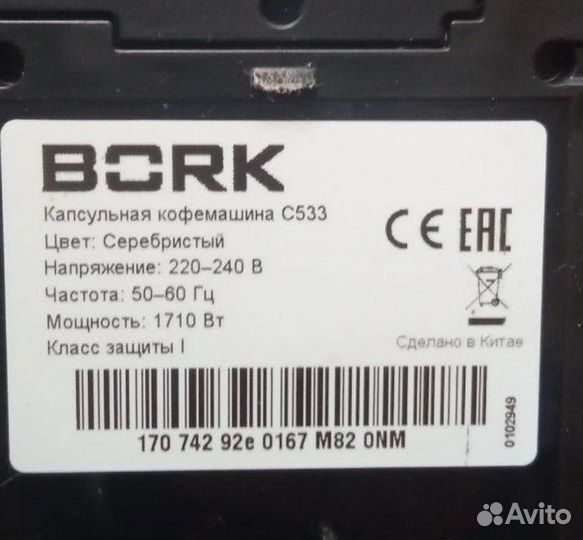 BORK
Капсульная кофемашина C533
Цвет: Серебристый
Напряжение: 220–240 В
Частота: 50–60 Гц
Мощность: 1710 Вт
Класс защиты I
CE EAC
Сделано в Китае
170 742 92e 0167 M82 0NM
0102949
Avito